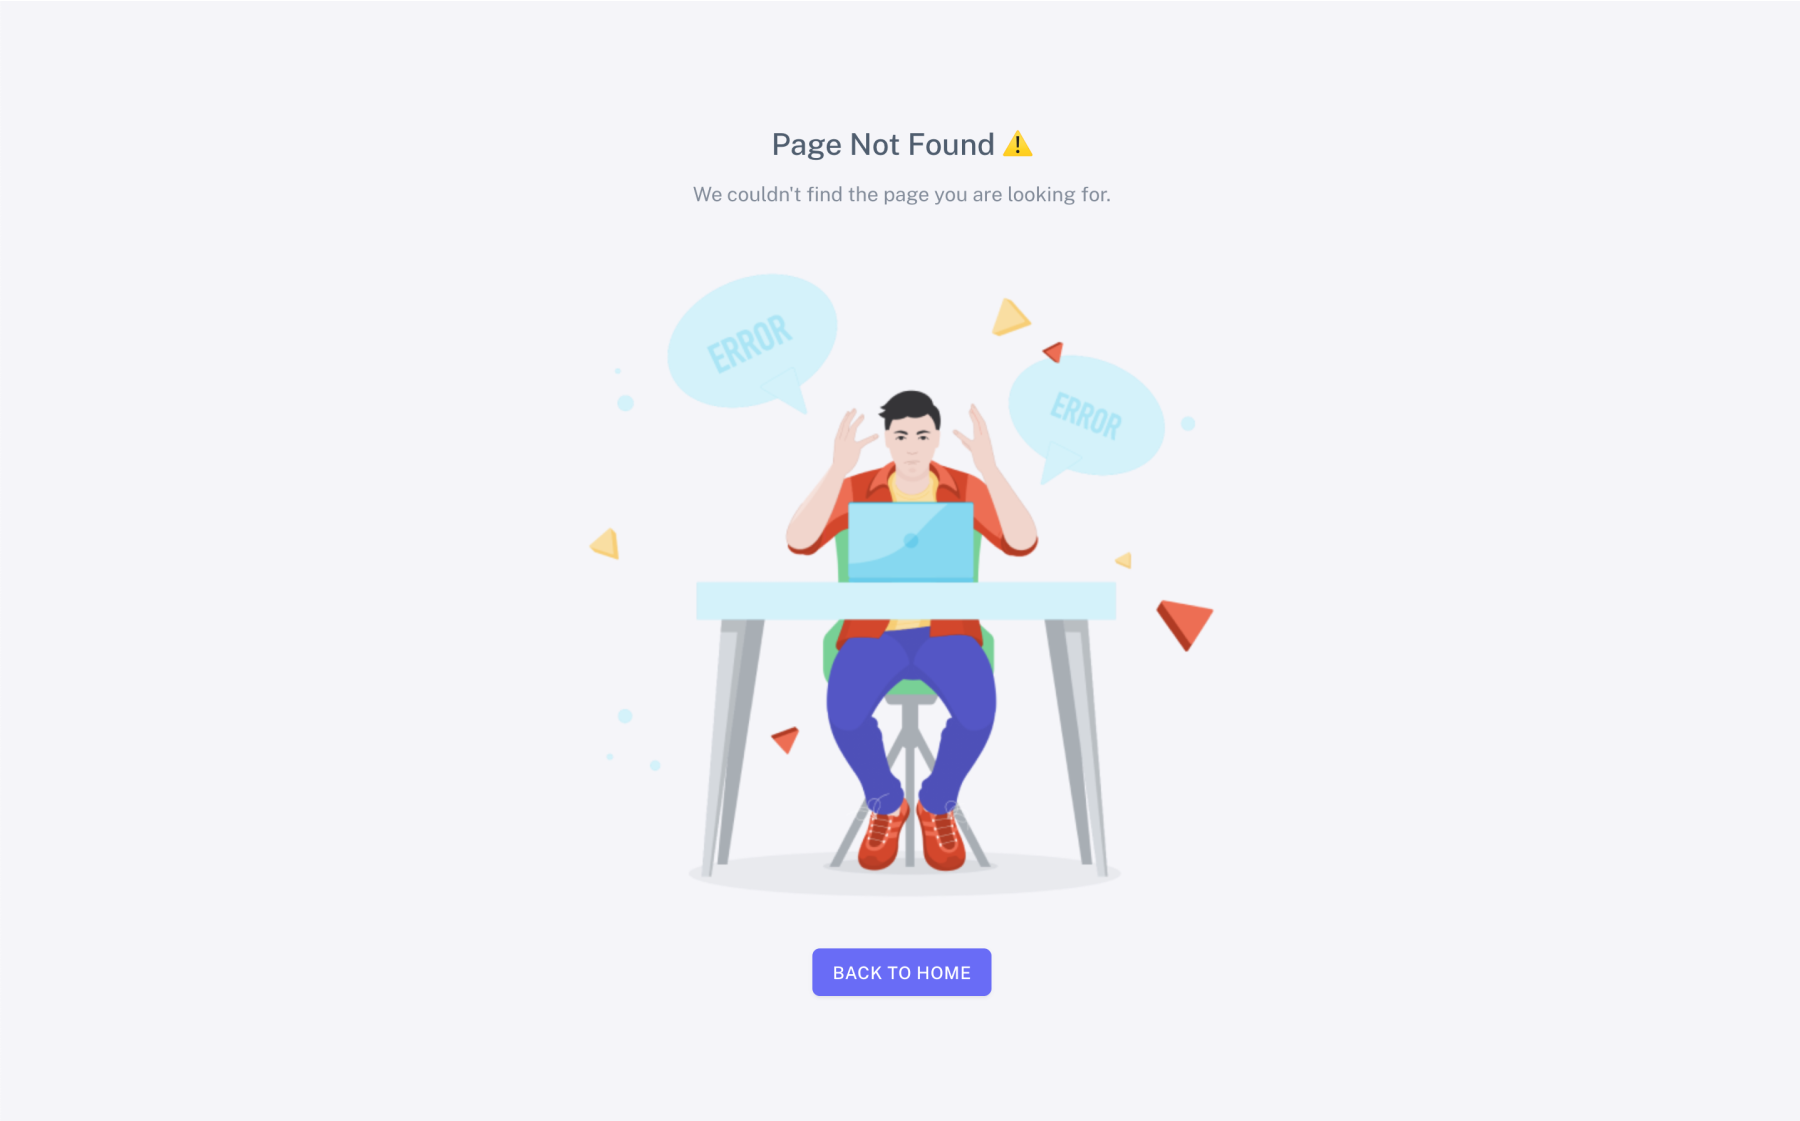 Page Not Found ⚠️
We couldn't find the page you are looking for.
ERROR
ERROR
BACK TO HOME